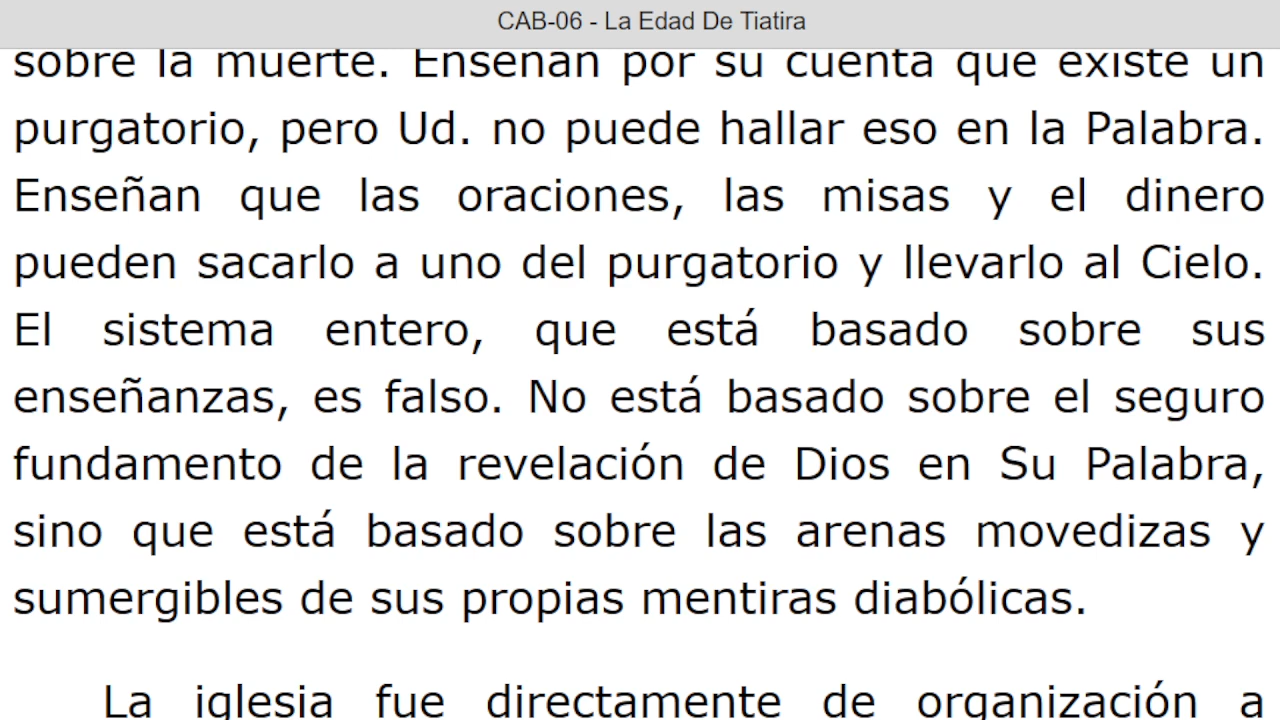 CAB-06 - La Edad De Tiatira
sobre la muerte. Enseñan por su cuenta que existe un
purgatorio, pero Ud. no puede hallar eso en la Palabra.
Enseñan que las oraciones, las misas y el dinero
pueden sacarlo a uno del purgatorio y llevarlo al Cielo.
El sistema entero, que está basado sobre sus
enseñanzas, es falso. No está basado sobre el seguro
fundamento de la revelación de Dios en Su Palabra,
sino que está basado sobre las arenas movedizas y
sumergibles de sus propias mentiras diabólicas.
La iglesia fue directamente de organización a